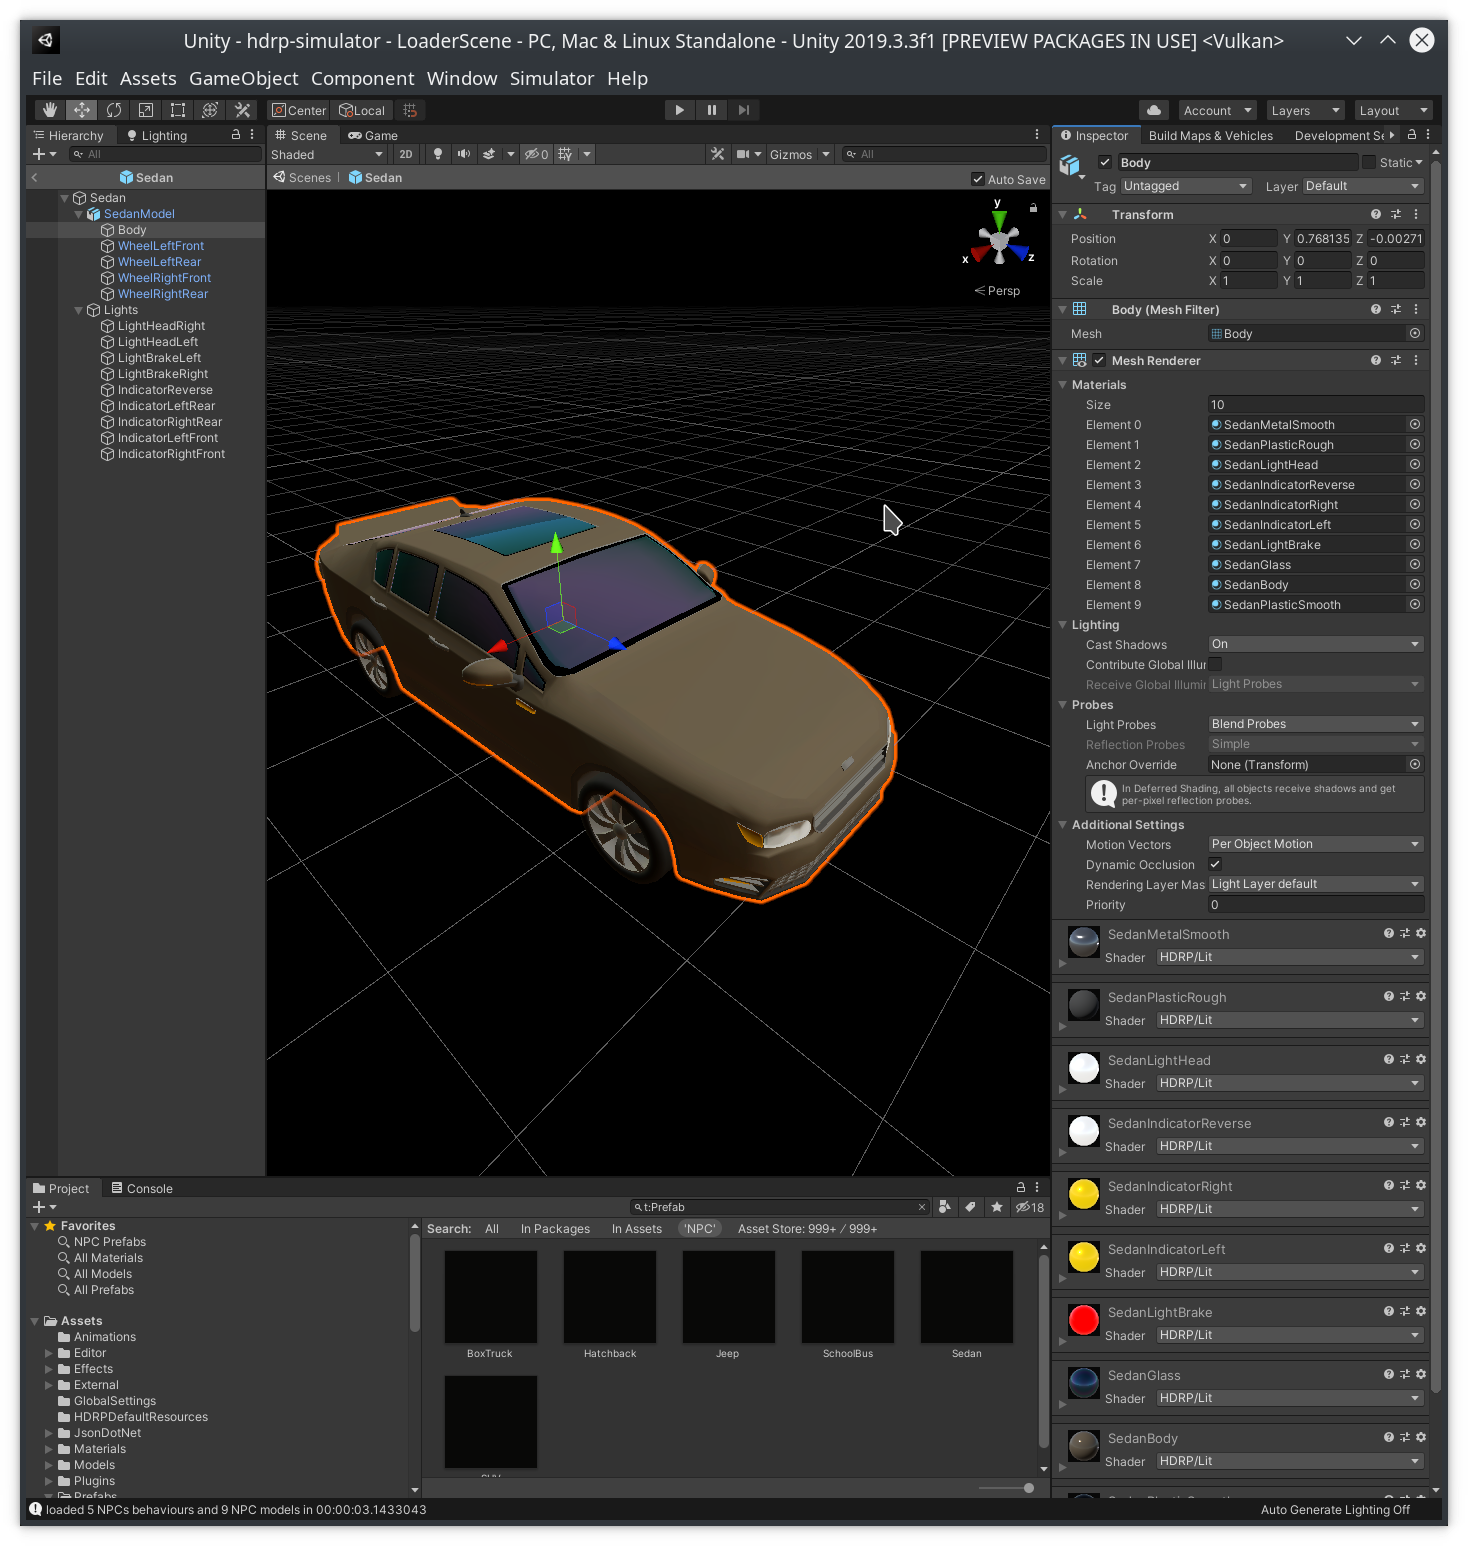 Unity - hdrp-simulator - LoaderScene - PC, Mac & Linux Standalone - Unity 2019.3.3f1 [PREVIEW PACKAGES IN USE] <Vulkan>
File Edit Assets GameObject Component Window Simulator Help
Center Local Account Layers Layout
Hierarchy Lighting
All
Sedan
Sedan
SedanModel
Body
WheelLeftFront
WheelLeftRear
WheelRightFront
WheelRightRear
Lights
LightHeadRight
LightHeadLeft
LightBrakeLeft
LightBrakeRight
IndicatorReverse
IndicatorLeftRear
IndicatorRightRear
IndicatorLeftFront
IndicatorRightFront
Scene Game
Shaded 2D 0 Gizmos All
Scenes Sedan Auto Save
y
x z
Persp
Inspector Build Maps & Vehicles Development Se
Body Static
Tag Untagged Layer Default
Transform
Position X 0 Y 0.768135 Z -0.00271
Rotation X 0 Y 0 Z 0
Scale X 1 Y 1 Z 1
Body (Mesh Filter)
Mesh Body
Mesh Renderer
Materials
Size 10
Element 0 SedanMetalSmooth
Element 1 SedanPlasticRough
Element 2 SedanLightHead
Element 3 SedanIndicatorReverse
Element 4 SedanIndicatorRight
Element 5 SedanIndicatorLeft
Element 6 SedanLightBrake
Element 7 SedanGlass
Element 8 SedanBody
Element 9 SedanPlasticSmooth
Lighting
Cast Shadows On
Contribute Global Illur
Receive Global Illumir Light Probes
Probes
Light Probes Blend Probes
Reflection Probes Simple
Anchor Override None (Transform)
In Deferred Shading, all objects receive shadows and get
per-pixel reflection probes.
Additional Settings
Motion Vectors Per Object Motion
Dynamic Occlusion
Rendering Layer Mas Light Layer default
Priority 0
SedanMetalSmooth
Shader HDRP/Lit
SedanPlasticRough
Shader HDRP/Lit
SedanLightHead
Shader HDRP/Lit
SedanIndicatorReverse
Shader HDRP/Lit
SedanIndicatorRight
Shader HDRP/Lit
SedanIndicatorLeft
Shader HDRP/Lit
SedanLightBrake
Shader HDRP/Lit
SedanGlass
Shader HDRP/Lit
SedanBody
Shader HDRP/Lit
Project Console
t:Prefab 18
Favorites
NPC Prefabs
All Materials
All Models
All Prefabs
Assets
Animations
Editor
Effects
External
GlobalSettings
HDRPDefaultResources
JsonDotNet
Materials
Models
Plugins
Prefabs
Search: All In Packages In Assets 'NPC' Asset Store: 999+ / 999+
BoxTruck Hatchback Jeep SchoolBus Sedan
loaded 5 NPCs behaviours and 9 NPC models in 00:00:03.1433043
Auto Generate Lighting Off